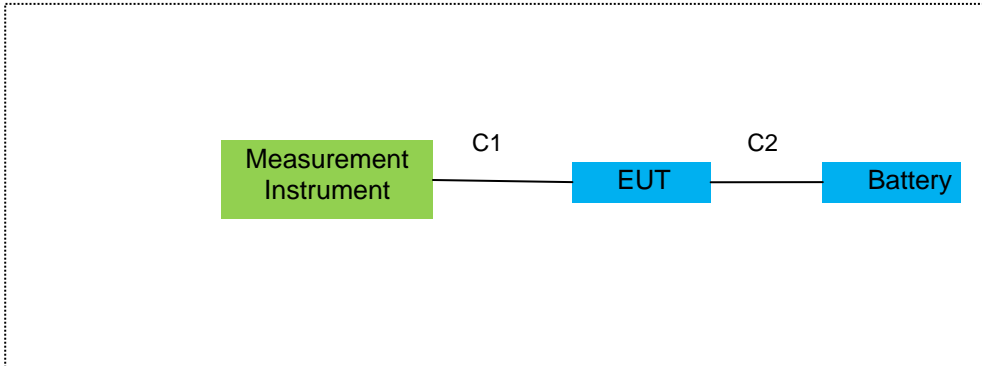 C1
C2
Measurement
Instrument
EUT
Battery